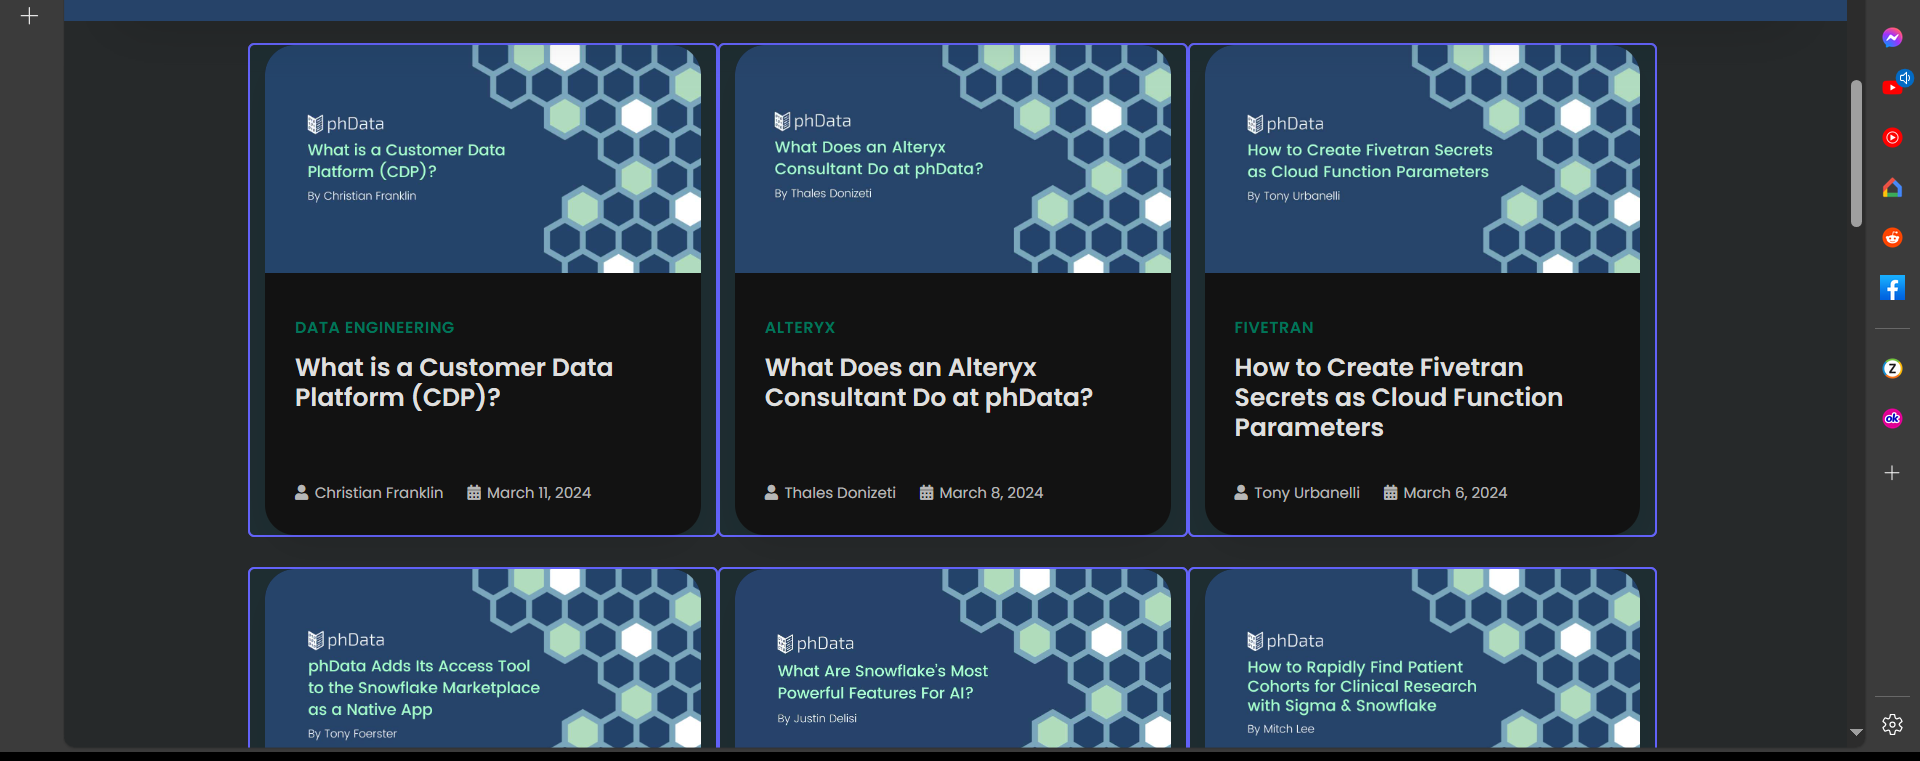 phData
What is a Customer Data
Platform (CDP)?
By Christian Franklin
DATA ENGINEERING
What is a Customer Data
Platform (CDP)?
Christian Franklin March 11, 2024
phData
What Does an Alteryx
Consultant Do at phData?
By Thales Donizeti
ALTERYX
What Does an Alteryx
Consultant Do at phData?
Thales Donizeti March 8, 2024
phData
How to Create Fivetran Secrets
as Cloud Function Parameters
By Tony Urbanelli
FIVETRAN
How to Create Fivetran
Secrets as Cloud Function
Parameters
Tony Urbanelli March 6, 2024
phData
phData Adds Its Access Tool
to the Snowflake Marketplace
as a Native App
By Tony Foerster
phData
What Are Snowflake's Most
Powerful Features For AI?
By Justin Delisi
phData
How to Rapidly Find Patient
Cohorts for Clinical Research
with Sigma & Snowflake
By Mitch Lee
Z
ok